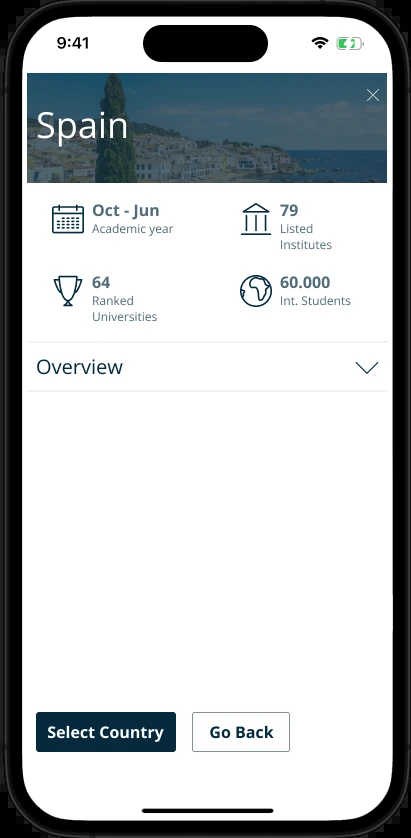 9:41
Spain
Oct - Jun
Academic year
79
Listed
Institutes
64
Ranked
Universities
60.000
Int. Students
Overview
Select Country
Go Back